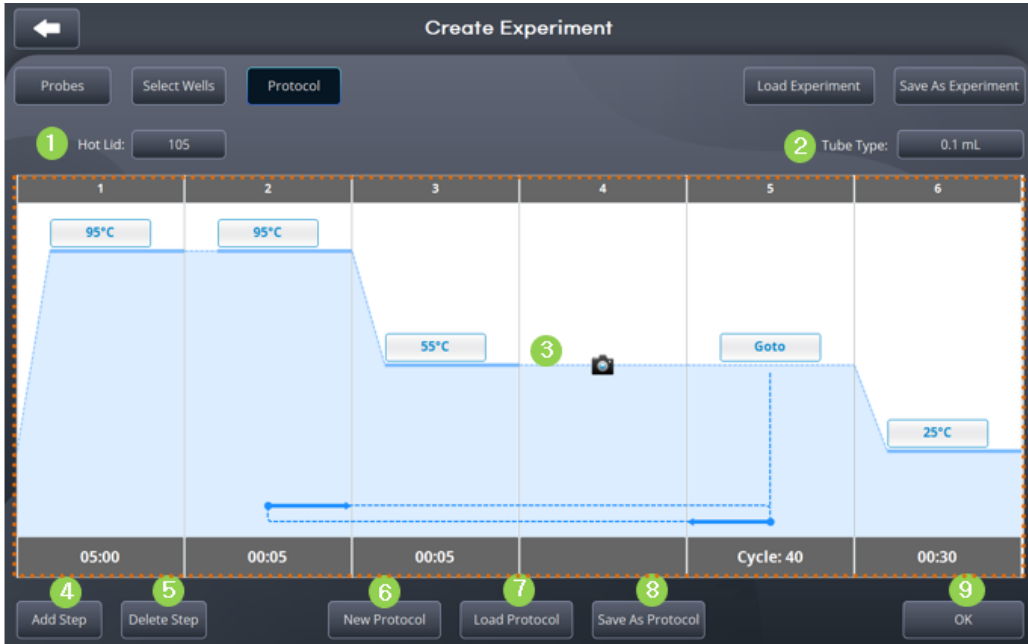 Create Experiment
Probes Select Wells Protocol Load Experiment Save As Experiment
1 Hot Lid: 105 2 Tube Type: 0.1 mL
1 2 3 4 5 6
95°C 95°C
55°C 3 Goto
25°C
05:00 00:05 00:05 Cycle: 40 00:30
4 5 6 7 8 9
Add Step Delete Step New Protocol Load Protocol Save As Protocol OK